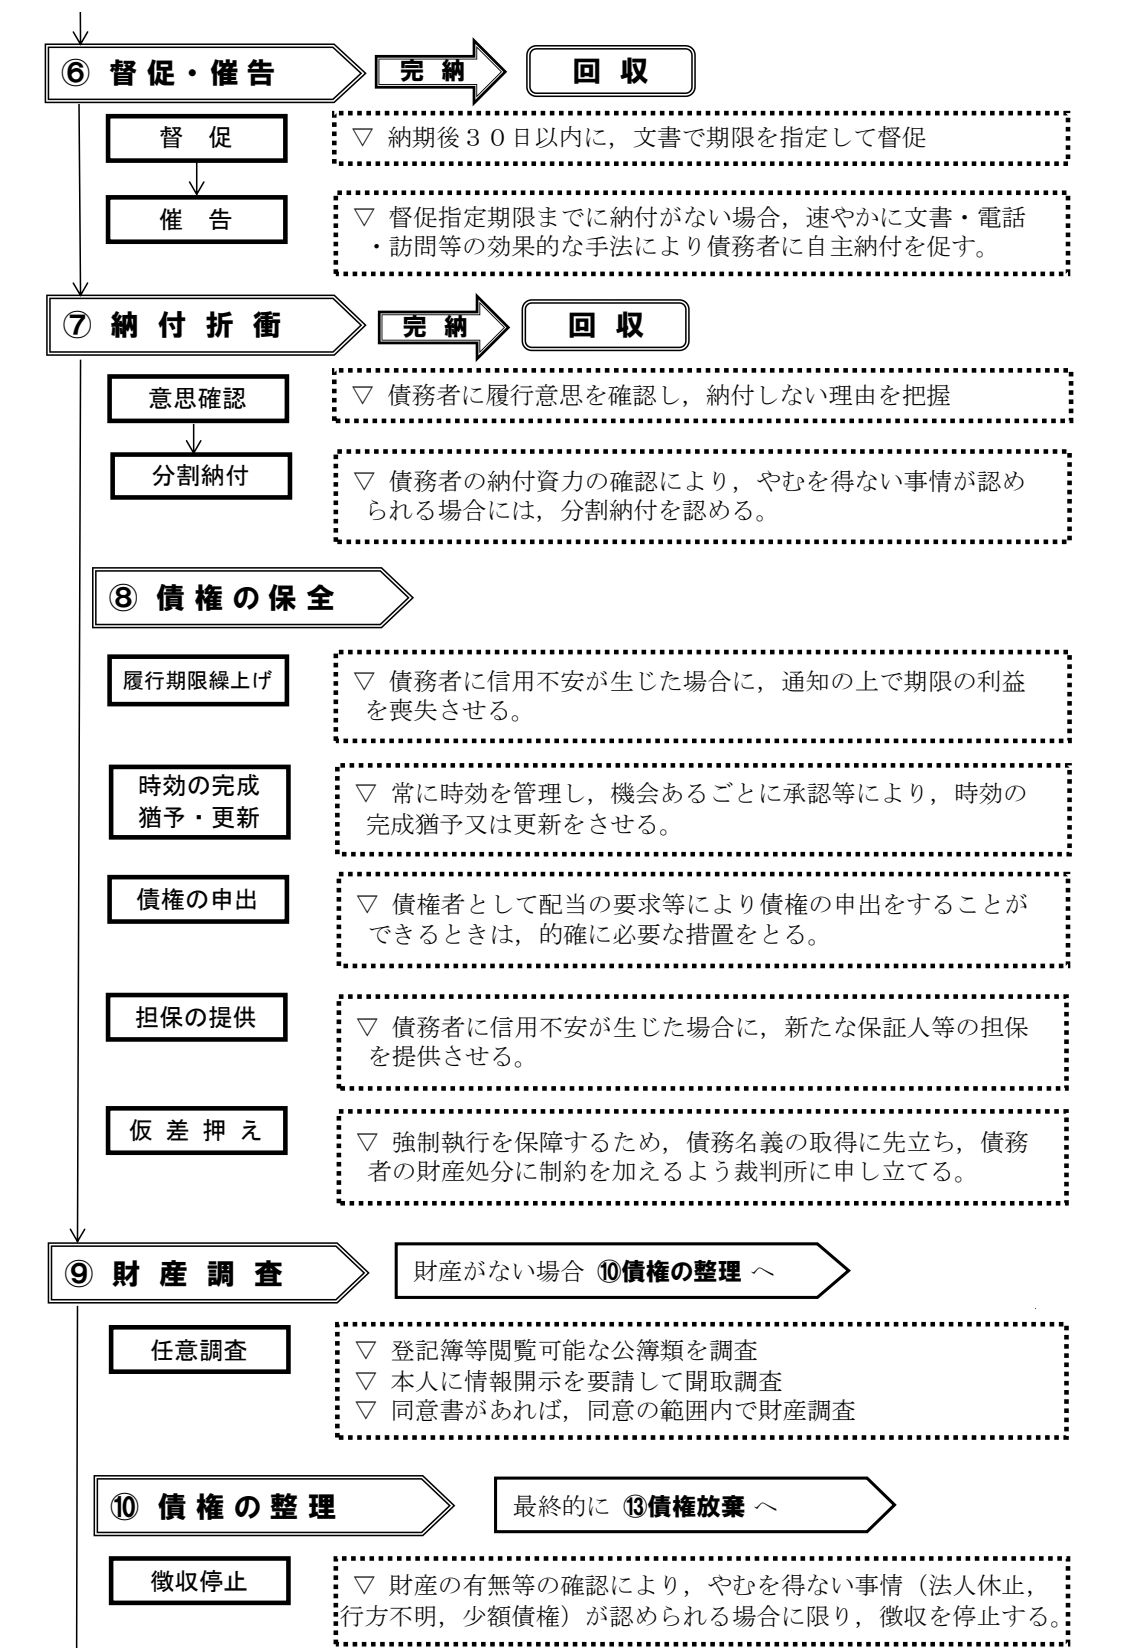 ⑥ 督促・催告
完 納
回 収
督 促
▽ 納期後３０日以内に，文書で期限を指定して督促
催 告
▽ 督促指定期限までに納付がない場合，速やかに文書・電話
・訪問等の効果的な手法により債務者に自主納付を促す。
⑦ 納 付 折 衝
完 納
回 収
意思確認
▽ 債務者に履行意思を確認し，納付しない理由を把握
分割納付
▽ 債務者の納付資力の確認により，やむを得ない事情が認め
られる場合には，分割納付を認める。
⑧ 債権の保全
履行期限繰上げ
▽ 債務者に信用不安が生じた場合に，通知の上で期限の利益
を喪失させる。
時効の完成
猶予・更新
▽ 常に時効を管理し，機会あるごとに承認等により，時効の
完成猶予又は更新をさせる。
債権の申出
▽ 債権者として配当の要求等により債権の申出をすることが
できるときは，的確に必要な措置をとる。
担保の提供
▽ 債務者に信用不安が生じた場合に，新たな保証人等の担保
を提供させる。
仮 差 押 え
▽ 強制執行を保障するため，債務名義の取得に先立ち，債務
者の財産処分に制約を加えるよう裁判所に申し立てる。
⑨ 財 産 調 査
財産がない場合 ⑩債権の整理 へ
任意調査
▽ 登記簿等閲覧可能な公簿類を調査
▽ 本人に情報開示を要請して聞取調査
▽ 同意書があれば，同意の範囲内で財産調査
⑩ 債権の整理
最終的に ⑬債権放棄 へ
徴収停止
▽ 財産の有無等の確認により，やむを得ない事情（法人休止，
行方不明，少額債権）が認められる場合に限り，徴収を停止する。